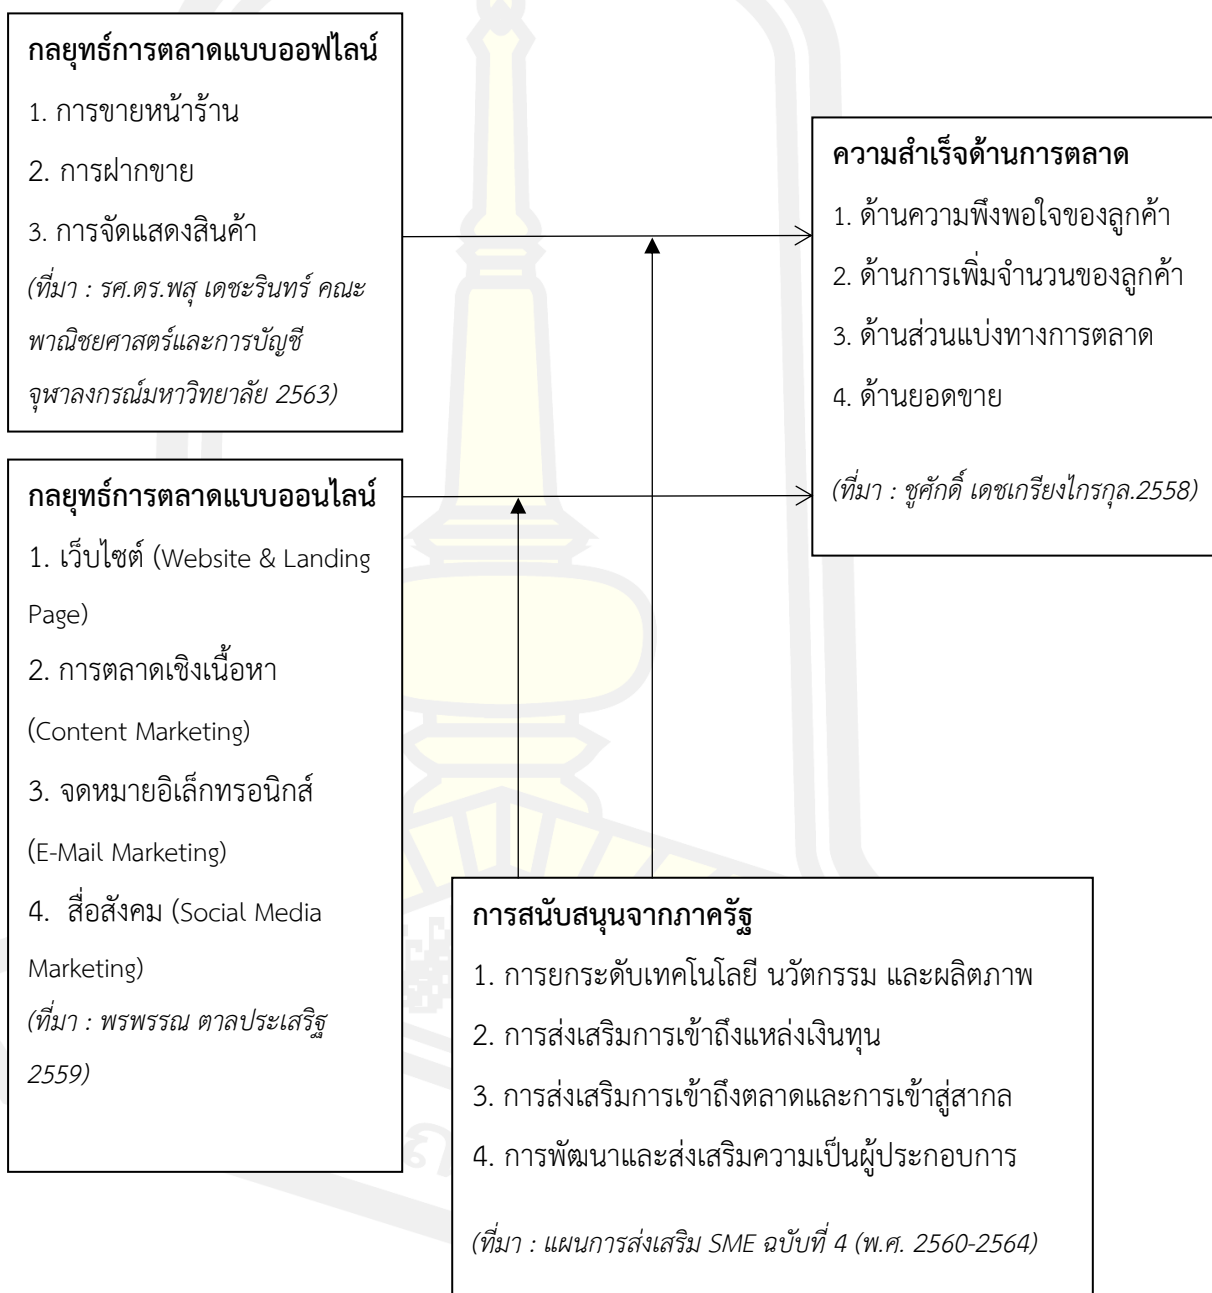 กลยุทธ์การตลาดแบบออฟไลน์
1. การขายหน้าร้าน
2. การฝากขาย
3. การจัดแสดงสินค้า
(ที่มา : รศ.ดร.พสุ เดชะรินทร์ คณะ
พาณิชยศาสตร์และการบัญชี
จุฬาลงกรณ์มหาวิทยาลัย 2563)
กลยุทธ์การตลาดแบบออนไลน์
1. เว็บไซต์ (Website & Landing
Page)
2. การตลาดเชิงเนื้อหา
(Content Marketing)
3. จดหมายอิเล็กทรอนิกส์
(E-Mail Marketing)
4. สื่อสังคม (Social Media
Marketing)
(ที่มา : พรพรรณ ตาลประเสริฐ
2559)
ความสำเร็จด้านการตลาด
1. ด้านความพึงพอใจของลูกค้า
2. ด้านการเพิ่มจำนวนของลูกค้า
3. ด้านส่วนแบ่งทางการตลาด
4. ด้านยอดขาย
(ที่มา : ชูศักดิ์ เดชเกรียงไกรกุล.2558)
การสนับสนุนจากภาครัฐ
1. การยกระดับเทคโนโลยี นวัตกรรม และผลิตภาพ
2. การส่งเสริมการเข้าถึงแหล่งเงินทุน
3. การส่งเสริมการเข้าถึงตลาดและการเข้าสู่สากล
4. การพัฒนาและส่งเสริมความเป็นผู้ประกอบการ
(ที่มา : แผนการส่งเสริม SME ฉบับที่ 4 (พ.ศ. 2560-2564)